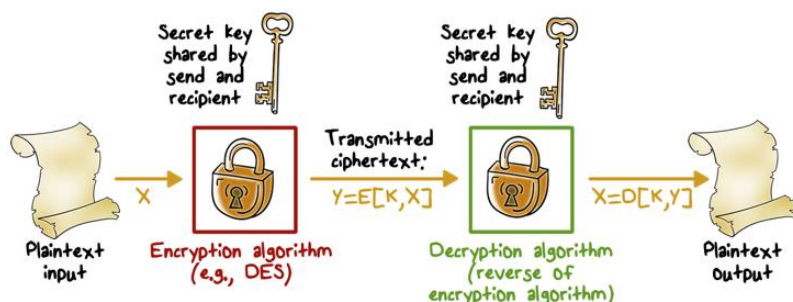 Secret key
shared by
send and
recipient
Secret key
shared by
send and
recipient
Transmitted
ciphertext:
X
Y=E[K,X]
X=D[K,Y]
Plaintext
input
Encryption algorithm
(e.g., DES)
Decryption algorithm
(reverse of
encryption algorithm)
Plaintext
output